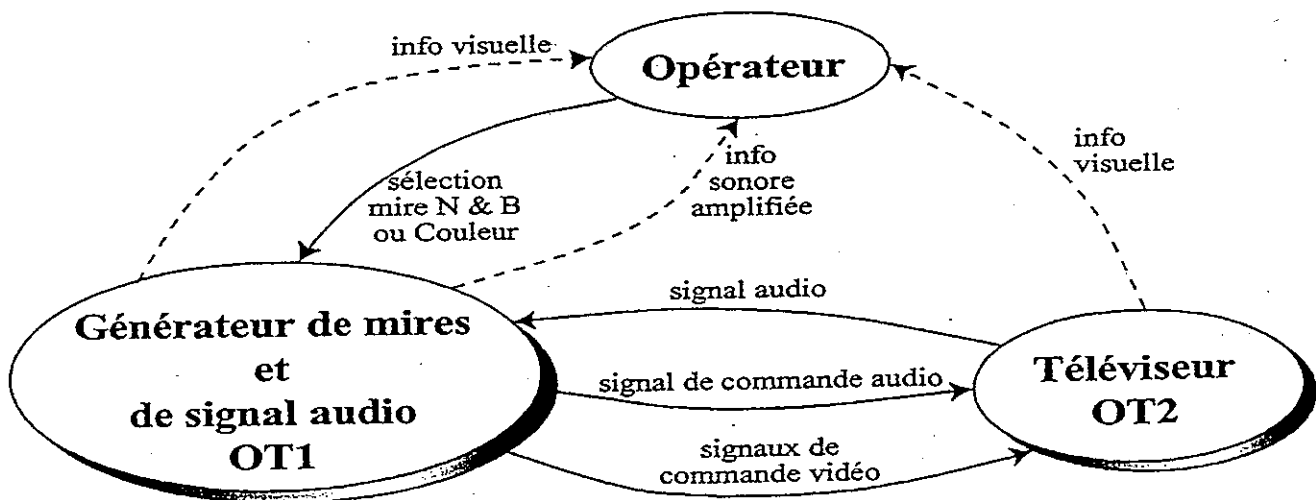 info visuelle
Opérateur
info
visuelle
info
sonore
amplifiée
sélection
mire N & B
ou Couleur
signal audio
Générateur de mires
et
de signal audio
OT1
signal de commande audio
Téléviseur
OT2
signaux de
commande vidéo